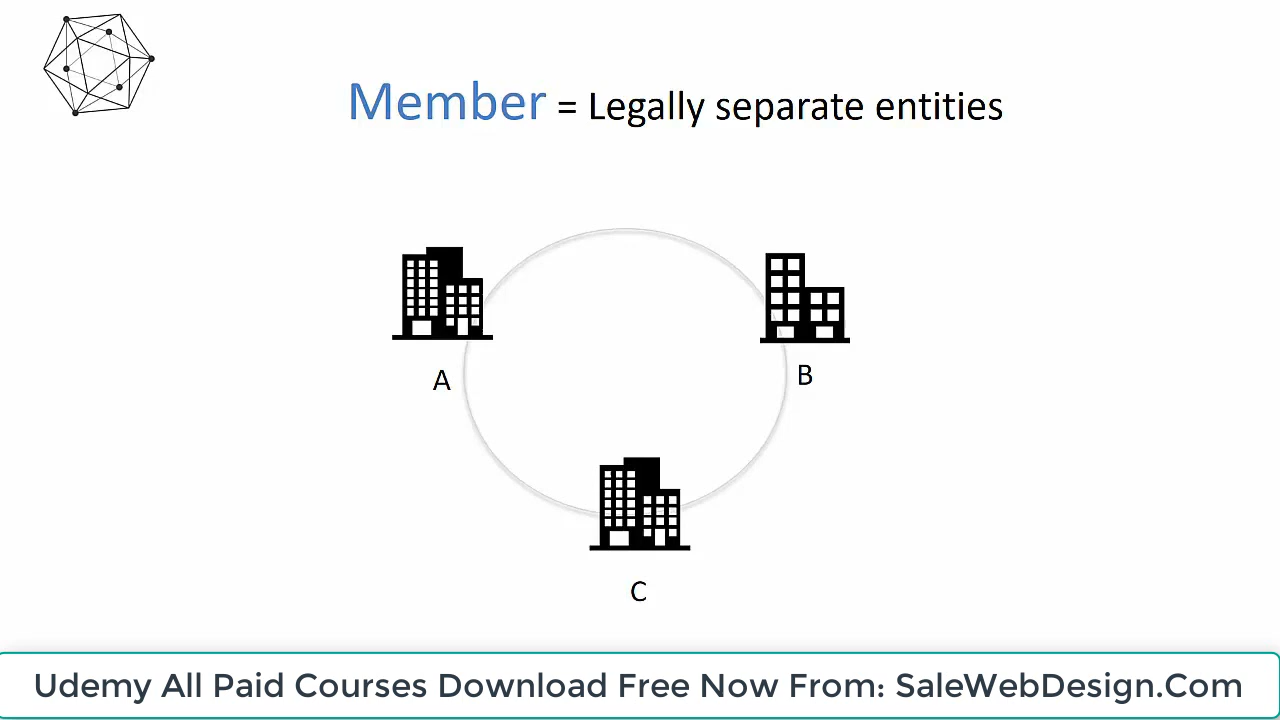 Member = Legally separate entities
A
B
C
Udemy All Paid Courses Download Free Now From: SaleWebDesign.Com